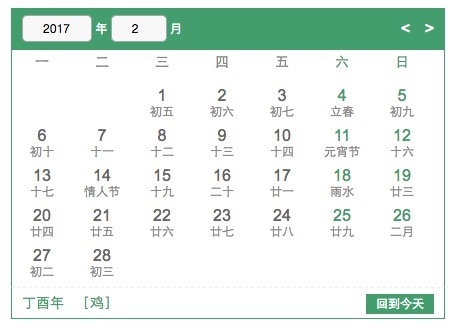 2017 年 2 月 < >
一 二 三 四 五 六 日
1 2 3 4 5
初五 初六 初七 立春 初九
6 7 8 9 10 11 12
初十 十一 十二 十三 十四 元宵节 十六
13 14 15 16 17 18 19
十七 情人节 十九 二十 廿一 雨水 廿三
20 21 22 23 24 25 26
廿四 廿五 廿六 廿七 廿八 廿九 二月
27 28
初二 初三
丁酉年 [鸡] 回到今天